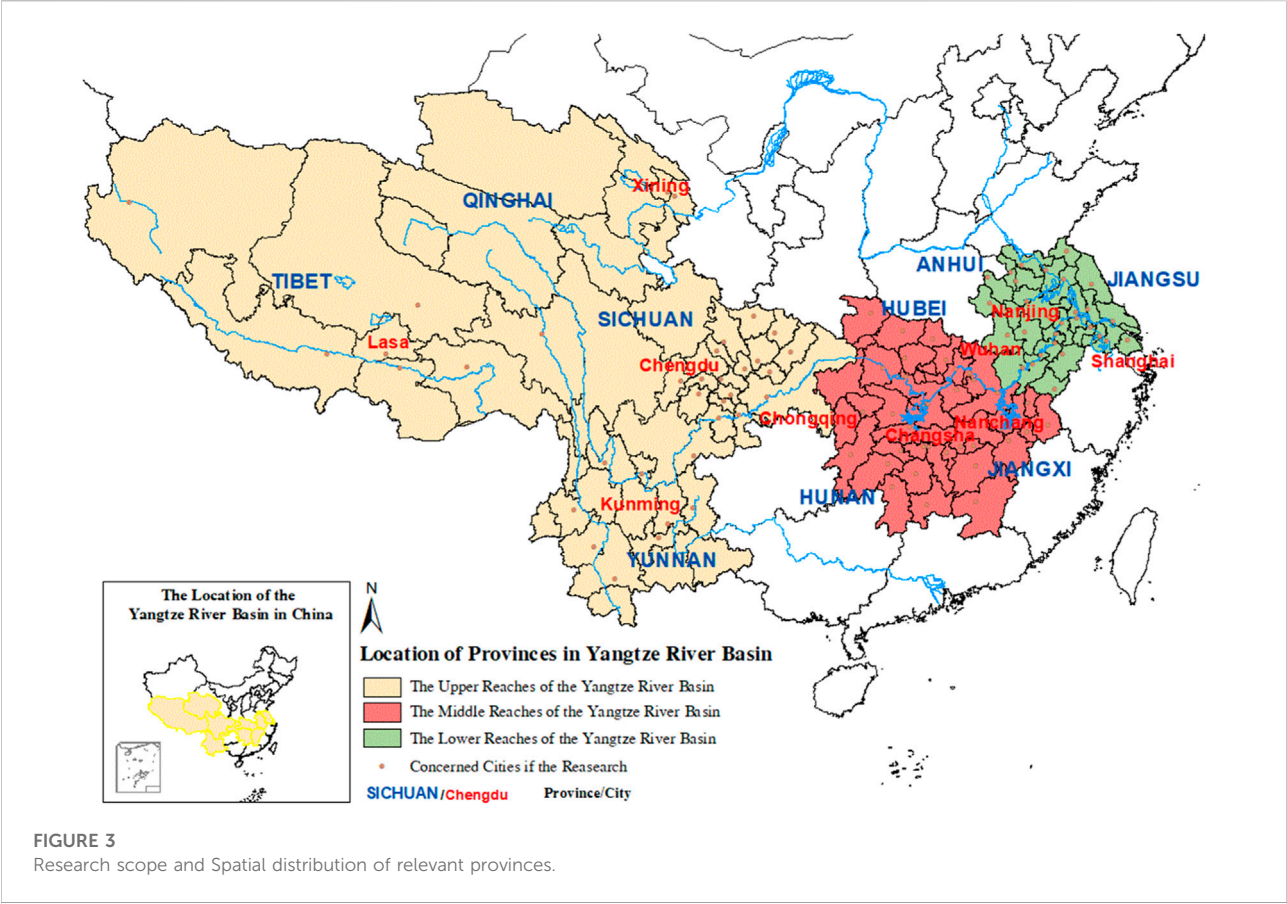 Xining
QINGHAI
ANHUI
TIBET
JIANGSU
HUBEI
Nanjing
SICHUAN
Lasa
Wuhan
Shanghai
Chengdu
Chongqing
Nanchang
Changsha
JIANGXI
HUNAN
Kunming
YUNNAN
The Location of the
Yangtze River Basin in China
N
Location of Provinces in Yangtze River Basin
The Upper Reaches of the Yangtze River Basin
The Middle Reaches of the Yangtze River Basin
The Lower Reaches of the Yangtze River Basin
Concerned Cities if the Reasearch
SICHUAN/Chengdu Province/City
FIGURE 3
Research scope and Spatial distribution of relevant provinces.